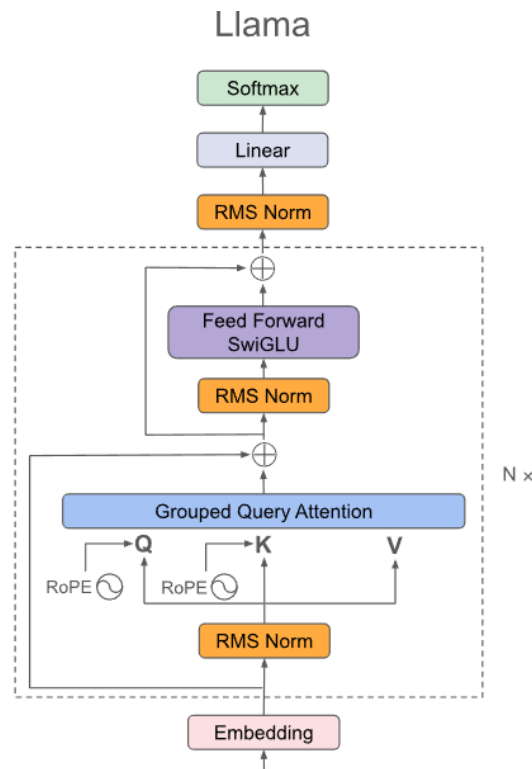 Llama
Softmax
Linear
RMS Norm
Feed Forward
SwiGLU
RMS Norm
N ×
Grouped Query Attention
Q K V
RoPE RoPE
RMS Norm
Embedding